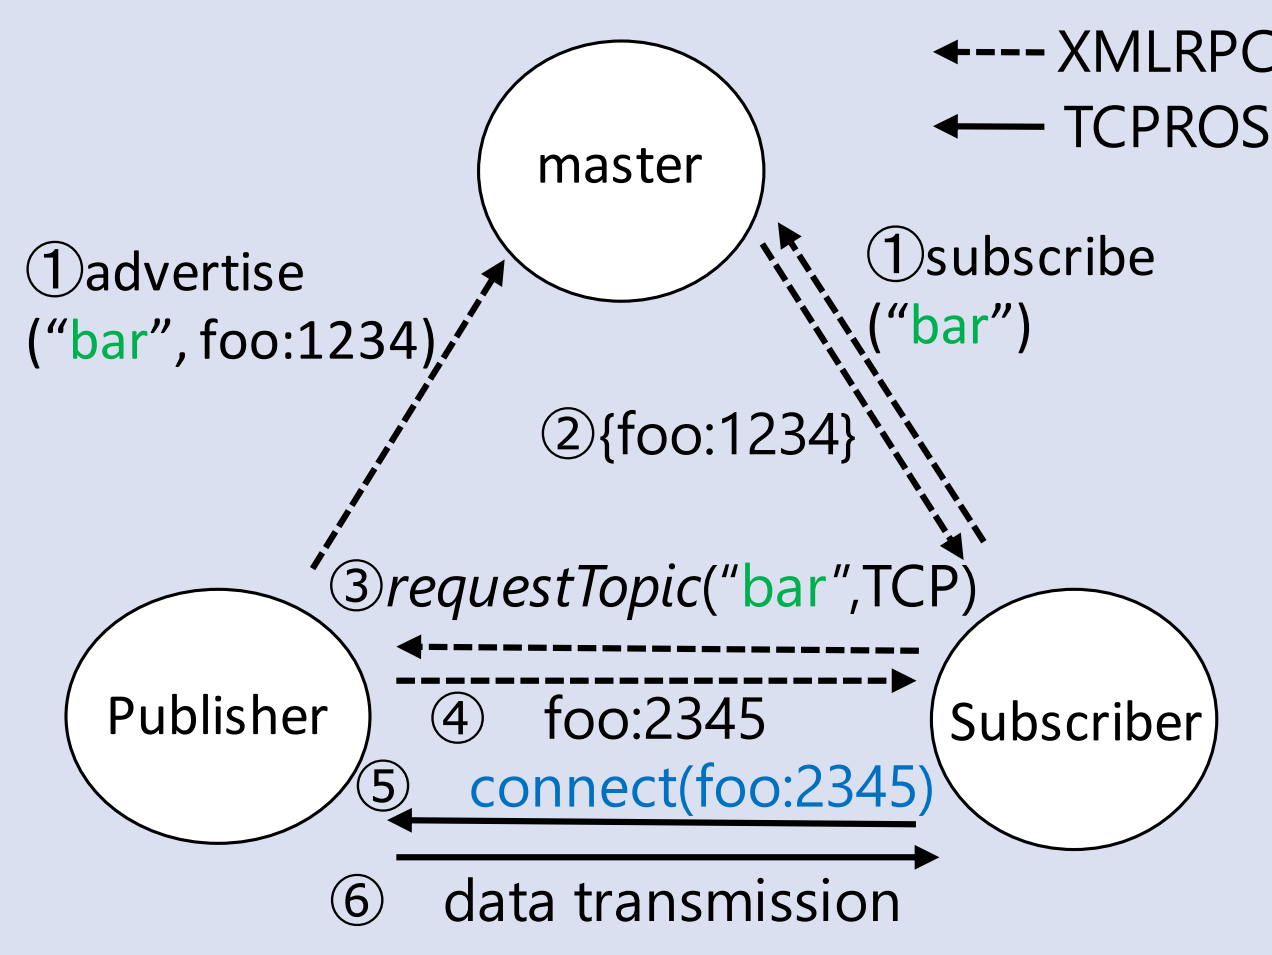 XMLRPC
TCPROS
master
①advertise
(“bar”, foo:1234)
①subscribe
(“bar”)
②{foo:1234}
③requestTopic(“bar”,TCP)
Publisher
④ foo:2345
Subscriber
⑤ connect(foo:2345)
⑥ data transmission